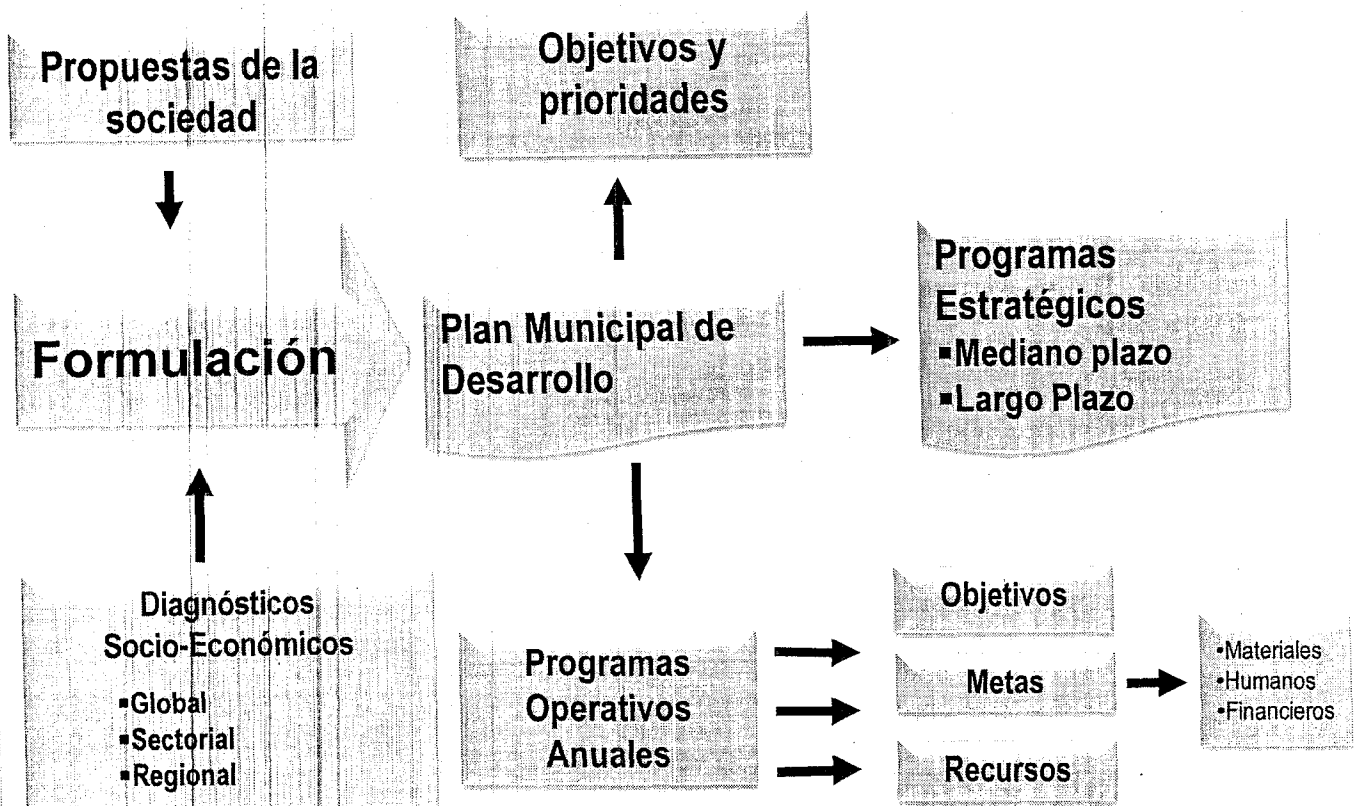 Propuestas de la
sociedad
Objetivos y
prioridades
Formulación
Plan Municipal de
Desarrollo
Programas
Estratégicos
▪Mediano plazo
▪Largo Plazo
Diagnósticos
Socio-Económicos
▪Global
▪Sectorial
▪Regional
Programas
Operativos
Anuales
Objetivos
Metas
Recursos
•Materiales
•Humanos
•Financieros